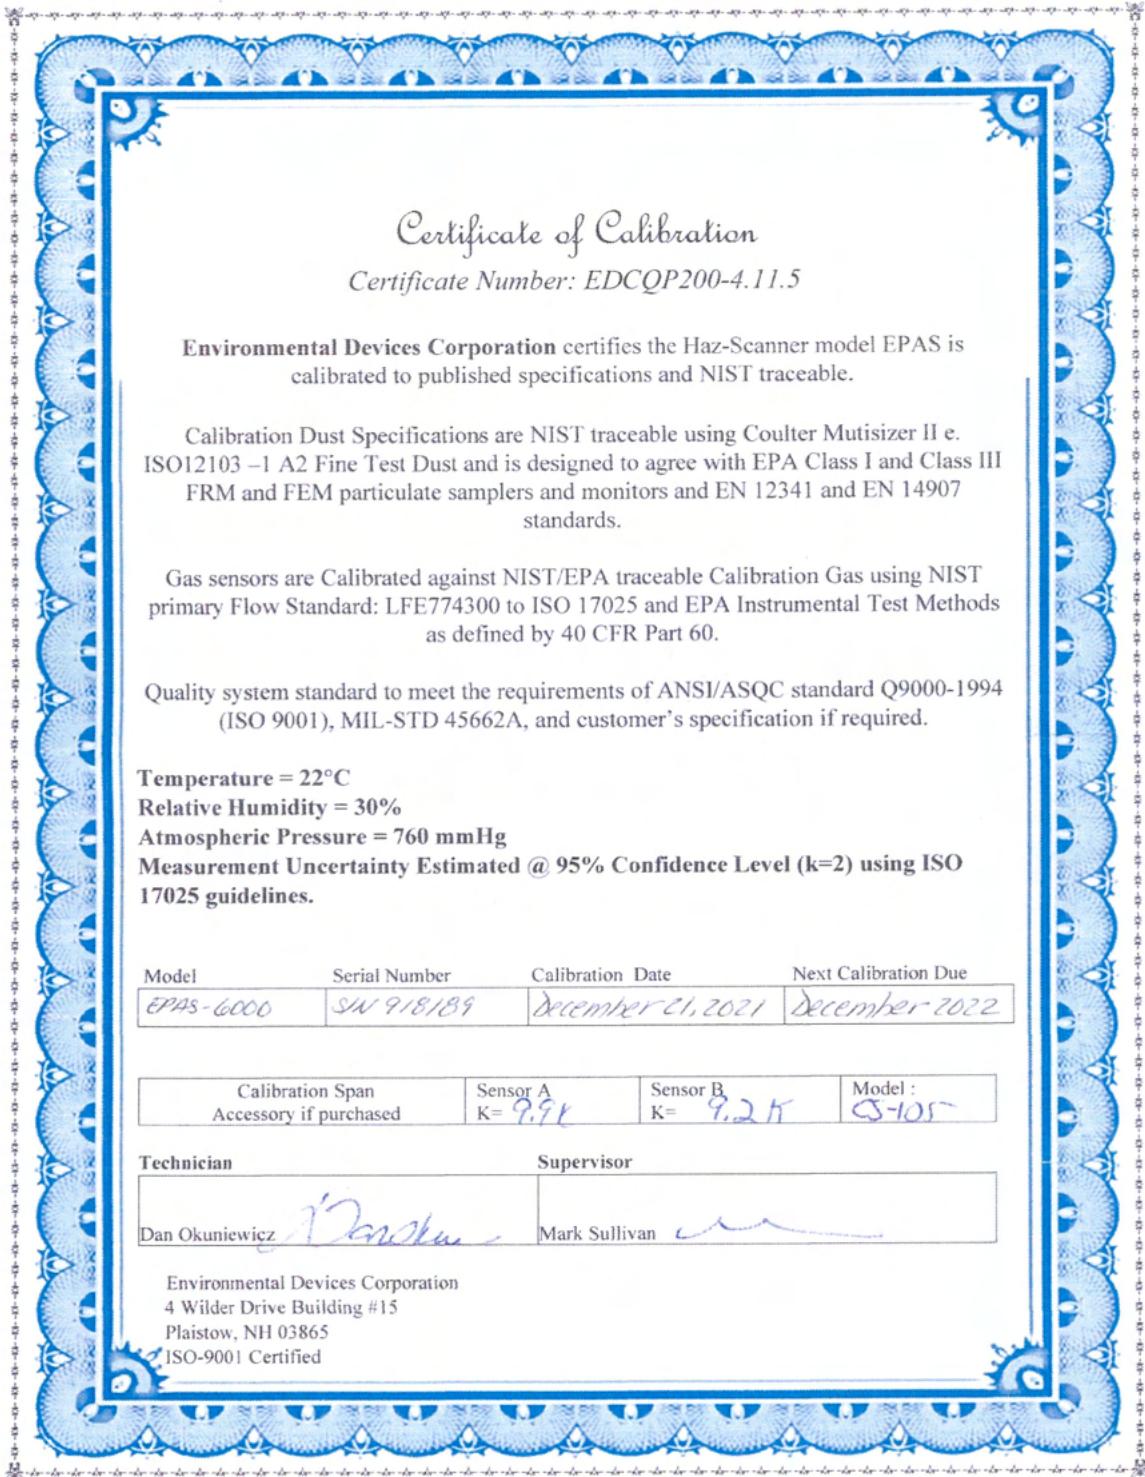 Certificate of Calibration
Certificate Number: EDCQP200-4.11.5
Environmental Devices Corporation certifies the Haz-Scanner model EPAS is
calibrated to published specifications and NIST traceable.
Calibration Dust Specifications are NIST traceable using Coulter Mutisizer II e.
ISO12103 –1 A2 Fine Test Dust and is designed to agree with EPA Class I and Class III
FRM and FEM particulate samplers and monitors and EN 12341 and EN 14907
standards.
Gas sensors are Calibrated against NIST/EPA traceable Calibration Gas using NIST
primary Flow Standard: LFE774300 to ISO 17025 and EPA Instrumental Test Methods
as defined by 40 CFR Part 60.
Quality system standard to meet the requirements of ANSI/ASQC standard Q9000-1994
(ISO 9001), MIL-STD 45662A, and customer's specification if required.
Temperature = 22°C
Relative Humidity = 30%
Atmospheric Pressure = 760 mmHg
Measurement Uncertainty Estimated @ 95% Confidence Level (k=2) using ISO
17025 guidelines.
Model Serial Number Calibration Date Next Calibration Due
EPAS-6000 S/N 918189 December 21, 2021 December 2022
Calibration Span Sensor A Sensor B Model :
Accessory if purchased K= 9.9K K= 9.2K CS-105
Technician Supervisor
Dan Okuniewicz Mark Sullivan
Environmental Devices Corporation
4 Wilder Drive Building #15
Plaistow, NH 03865
ISO-9001 Certified